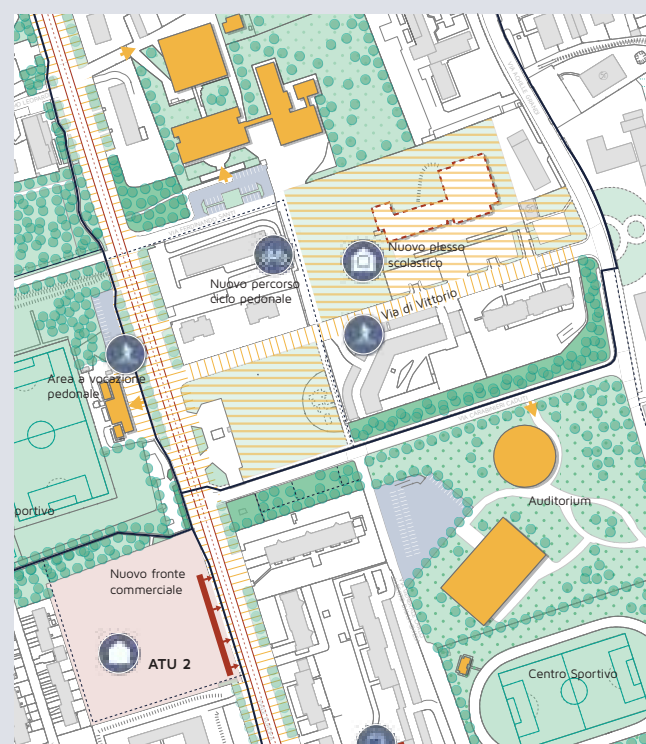 Nuovo plesso
scolastico
Nuovo percorso
ciclo pedonale
Via di Vittorio
Area a vocazione
pedonale
Auditorium
portivo
Nuovo fronte
commerciale
ATU 2
Centro Sportivo